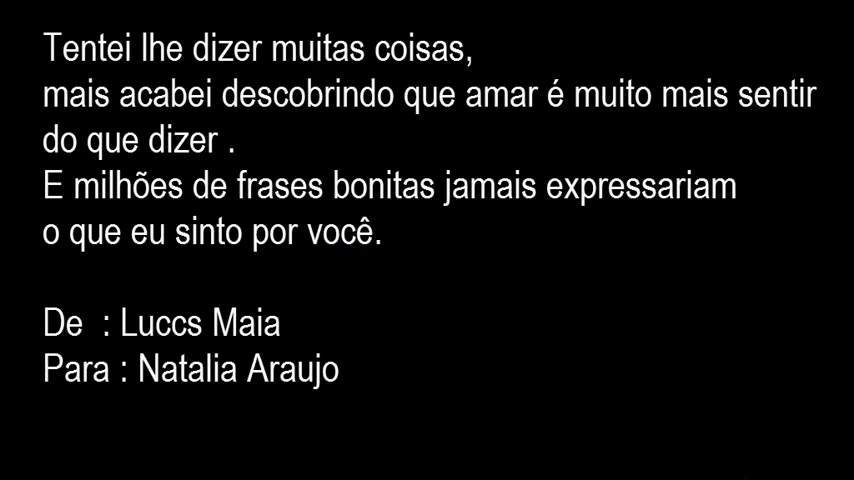 Tentei lhe dizer muitas coisas,
mais acabei descobrindo que amar é muito mais sentir
do que dizer .
E milhões de frases bonitas jamais expressariam
o que eu sinto por você.
De  : Luccs Maia
Para : Natalia Araujo